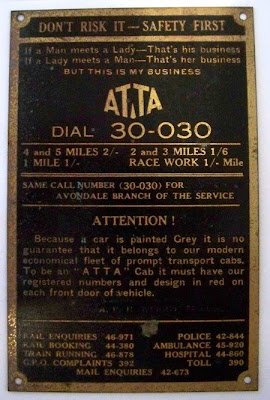 DON'T RISK IT—SAFETY FIRST
If a Man meets a Lady—That's his business
If a Lady meets a Man—That's her business
BUT THIS IS MY BUSINESS
ATTA
DIAL 30-030
4 and 5 MILES 2/- 2 and 3 MILES 1/6
1 MILE 1/- RACE WORK 1/- Mile
SAME CALL NUMBER (30-030) FOR
AVONDALE BRANCH OF THE SERVICE
ATTENTION!
Because a car is painted Grey it is no
guarantee that it belongs to our modern
economical fleet of prompt transport cabs.
To be an "ATTA" Cab it must have our
registered numbers and design in red on
each front door of vehicle.
RAIL ENQUIRIES 46-971 POLICE 42-844
RAIL BOOKING 44-380 AMBULANCE 45-920
TRAIN RUNNING 46-878 HOSPITAL 44-860
G.P.O. COMPLAINTS 392 TOLL 390
MAIL ENQUIRIES 42-673